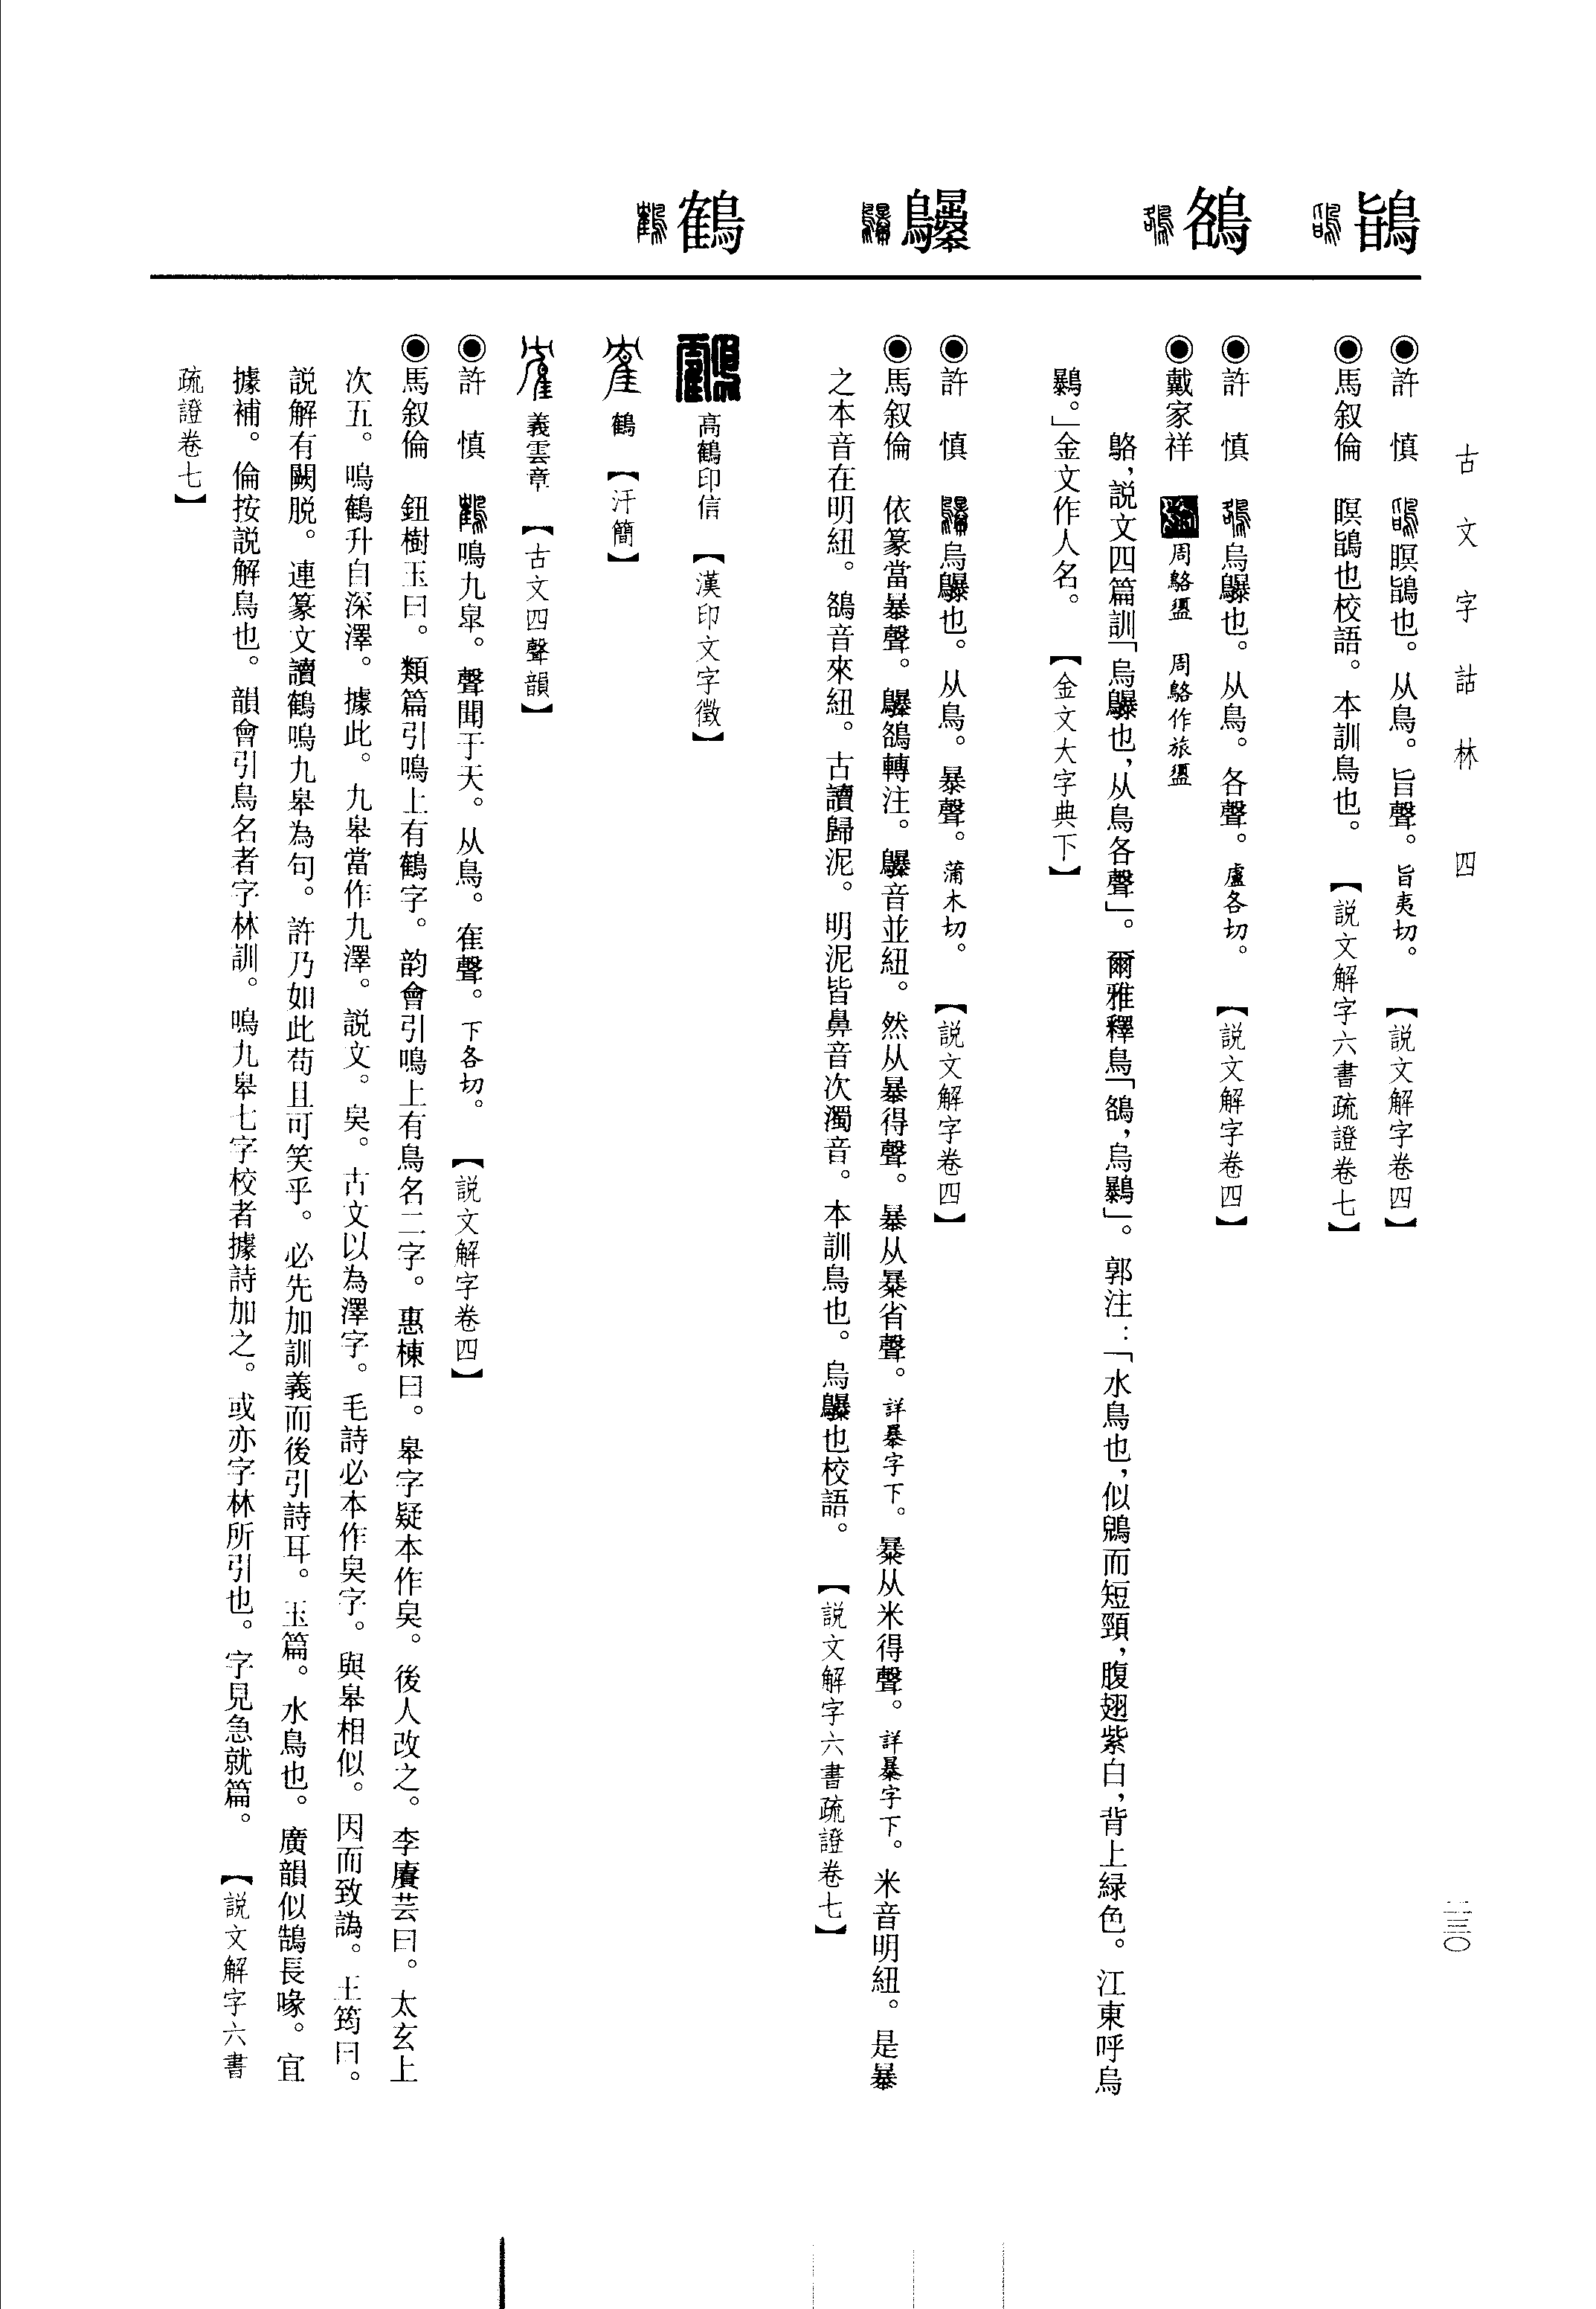 古文字詁林 四
二三〇
鴲
鵅
䴝
鶴
◉許 慎 瞑鴲也。从鳥。旨聲。旨夷切。【説文解字卷四】
◉馬叙倫 瞑鴲也校語。本訓鳥也。【説文解字六書疏證卷七】
◉許 慎 烏䴝也。从鳥。各聲。盧各切。【説文解字卷四】
◉戴家祥 周駱盨 周駱作旅盨
鵅，説文四篇訓「烏䴝也，从鳥各聲」。爾雅釋鳥「鵅，烏鸔」。郭注：「水鳥也，似鶂而短頸，腹翅紫白，背上緑色。江東呼烏
鸔。」金文作人名。【金文大字典下】
◉許 慎 烏䴝也。从鳥。暴聲。蒲木切。【説文解字卷四】
◉馬叙倫 依篆當暴聲。䴝鵅轉注。䴝音並紐。然从暴得聲。暴从㬥省聲。詳暴字下。㬥从米得聲。詳㬥字下。米音明紐。是暴
之本音在明紐。鵅音來紐。古讀歸泥。明泥皆鼻音次濁音。本訓鳥也。烏䴝也校語。【説文解字六書疏證卷七】
高鶴印信 【漢印文字徵】
鶴 【汗簡】
義雲章 【古文四聲韻】
◉許 慎 鳴九皋。聲聞于天。从鳥。隺聲。下各切。【説文解字卷四】
◉馬叙倫 鈕樹玉曰。類篇引鳴上有鶴字。韵會引鳴上有鳥名二字。惠棟曰。皋字疑本作臭。後人改之。李賡芸曰。太玄上
次五。鳴鶴升自深澤。據此。九皋當作九澤。説文。臭。古文以為澤字。毛詩必本作臭字。與皋相似。因而致譌。王筠曰。
説解有闕脱。連篆文讀鶴鳴九皋為句。許乃如此苟且可笑乎。必先加訓義而後引詩耳。玉篇。水鳥也。廣韻似鵠長喙。宜
據補。倫按説解鳥也。韻會引鳥名者字林訓。鳴九皋七字校者據詩加之。或亦字林所引也。字見急就篇。【説文解字六書
疏證卷七】